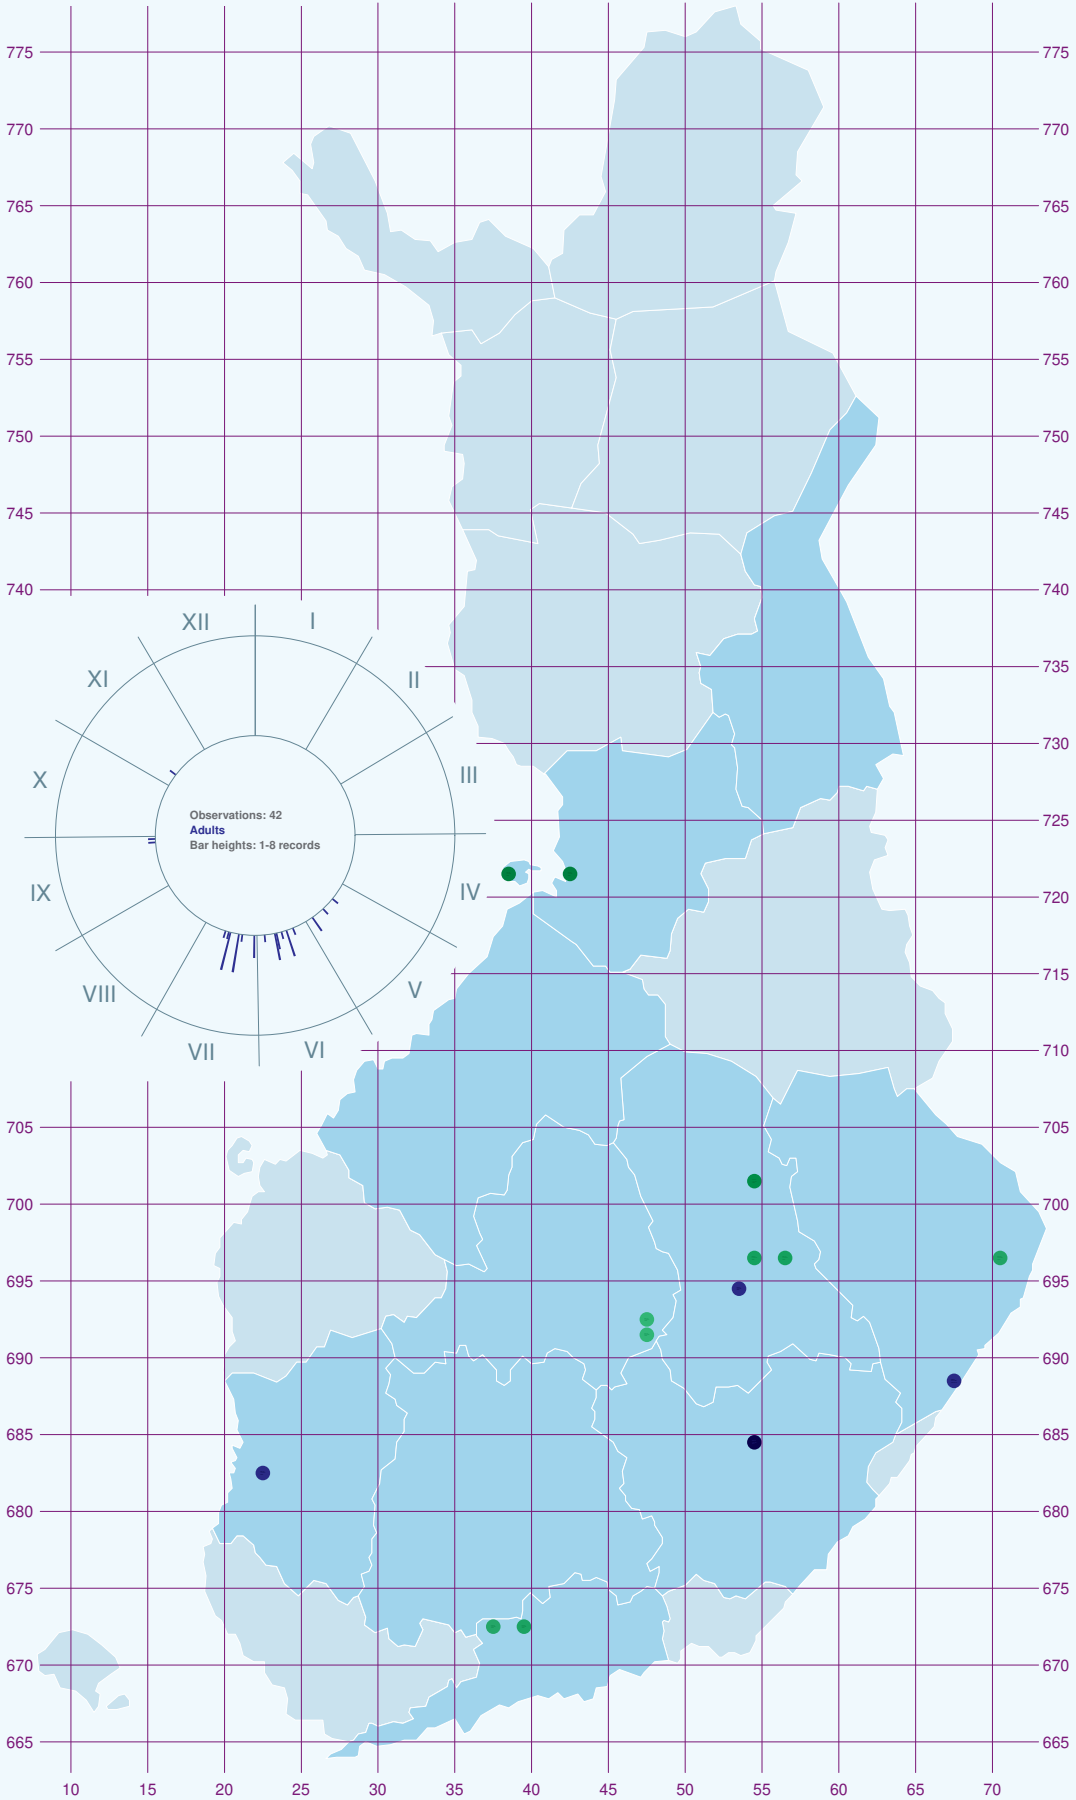 775 775
770 770
765 765
760 760
755 755
750 750
745 745
740 740
XII I
735
XI II
730
X III
Observations: 42
Adults
Bar heights: 1-8 records
725
IX IV
720
715
VIII V
VII VI
710
705 705
700 700
695 695
690 690
685 685
680 680
675 675
670 670
665 665
10 15 20 25 30 35 40 45 50 55 60 65 70